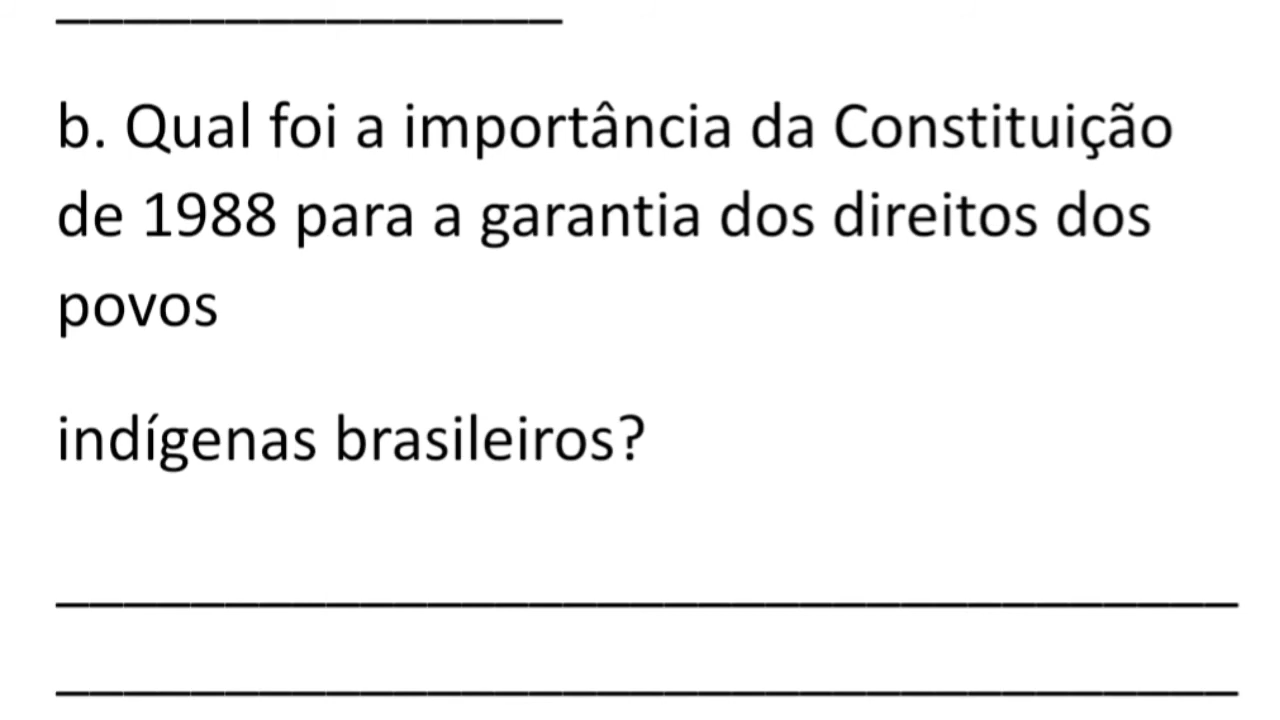 b. Qual foi a importância da Constituição
de 1988 para a garantia dos direitos dos
povos
indígenas brasileiros?